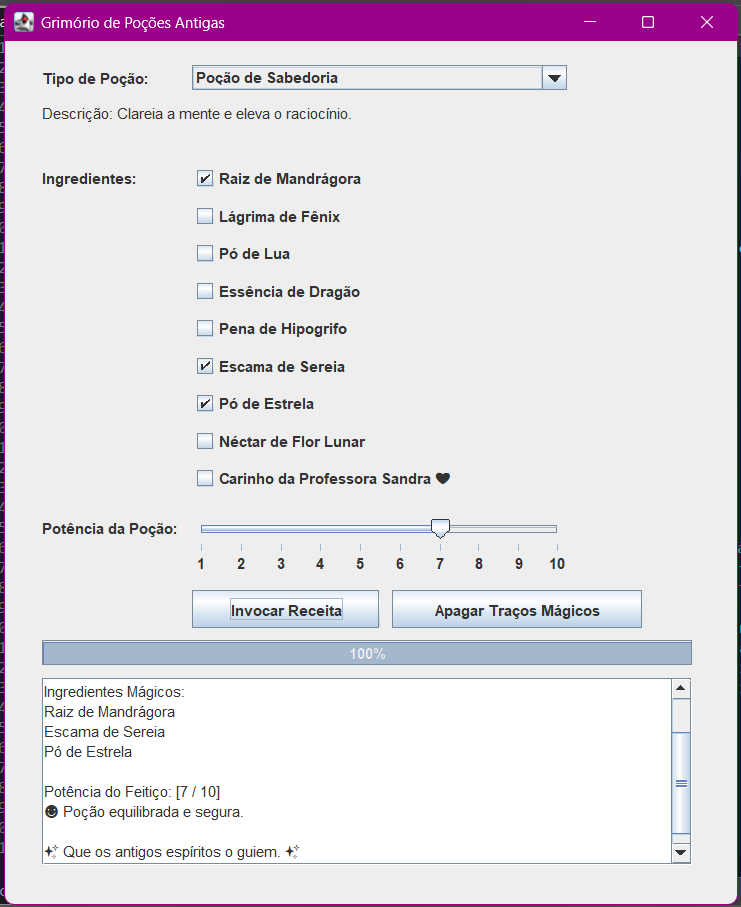 Grimório de Poções Antigas
Tipo de Poção: Poção de Sabedoria
Descrição: Clareia a mente e eleva o raciocínio.
Ingredientes: Raiz de Mandrágora
Lágrima de Fênix
Pó de Lua
Essência de Dragão
Pena de Hipogrifo
Escama de Sereia
Pó de Estrela
Néctar de Flor Lunar
Carinho da Professora Sandra ♥
Potência da Poção:
1 2 3 4 5 6 7 8 9 10
Invocar Receita Apagar Traços Mágicos
100%
Ingredientes Mágicos:
Raiz de Mandrágora
Escama de Sereia
Pó de Estrela
Potência do Feitiço: [7 / 10]
☻ Poção equilibrada e segura.
✨ Que os antigos espíritos o guiem. ✨